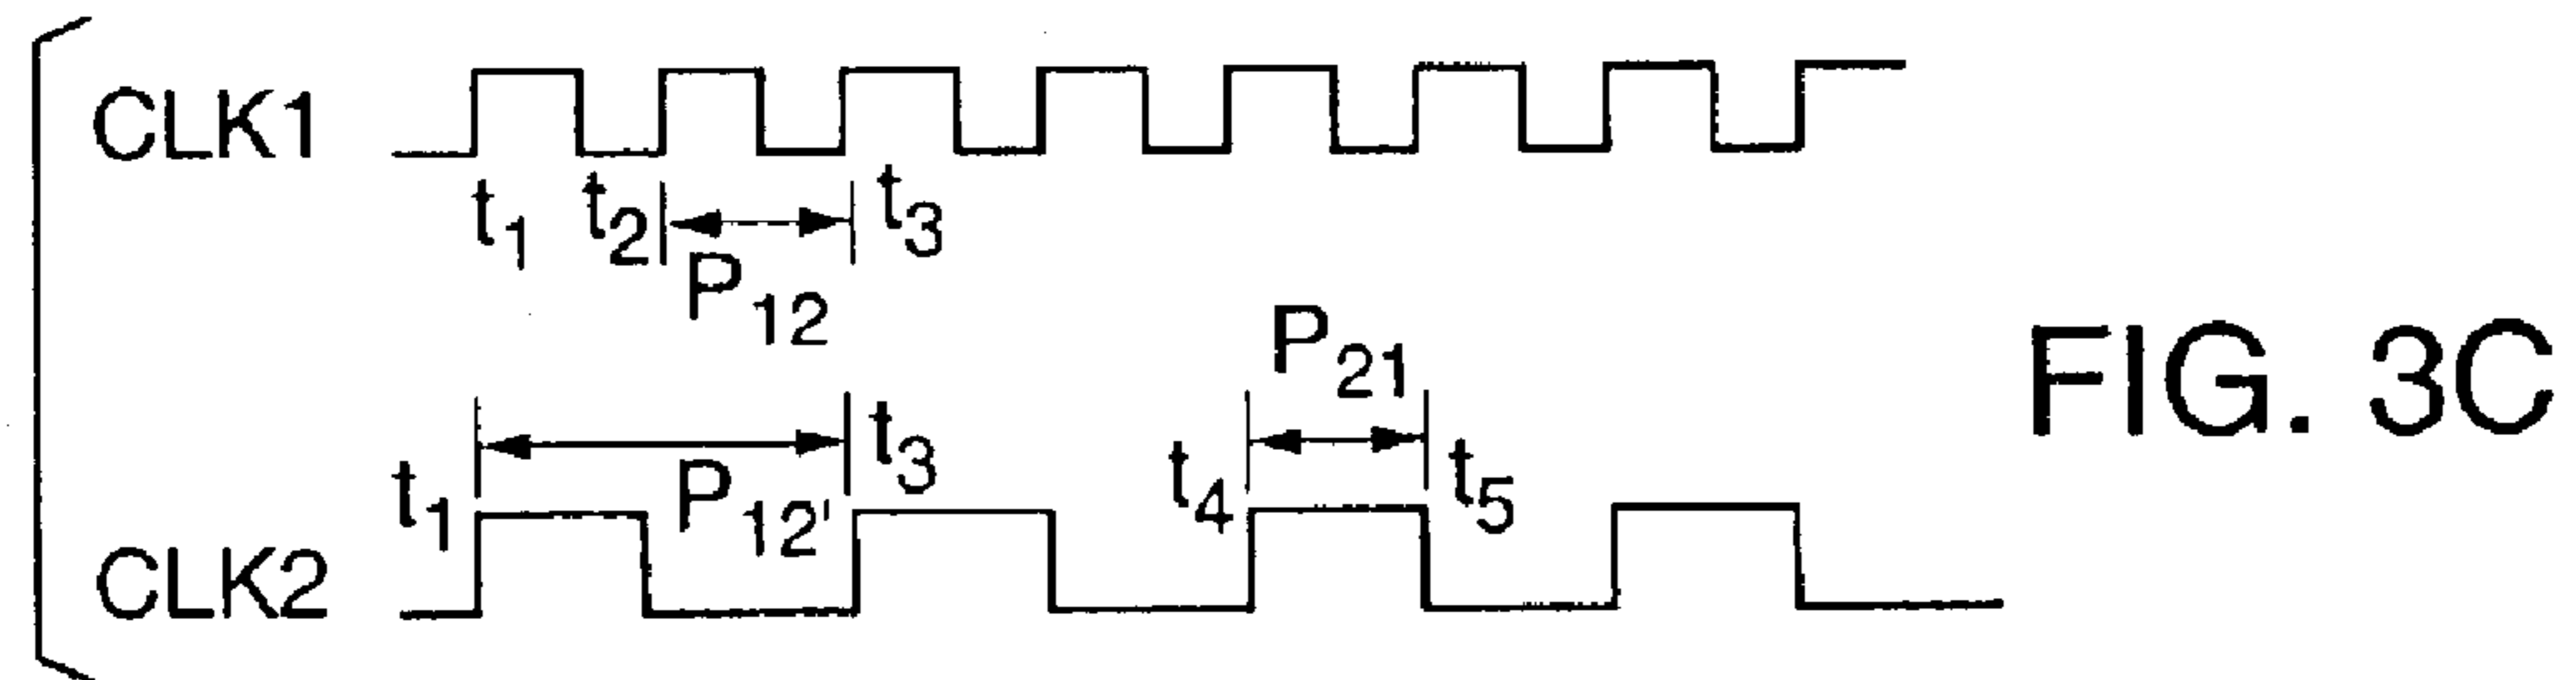 CLK1
t1 t2 t3
P12
P21
t1 P12' t3 t4 t5
CLK2
FIG. 3C